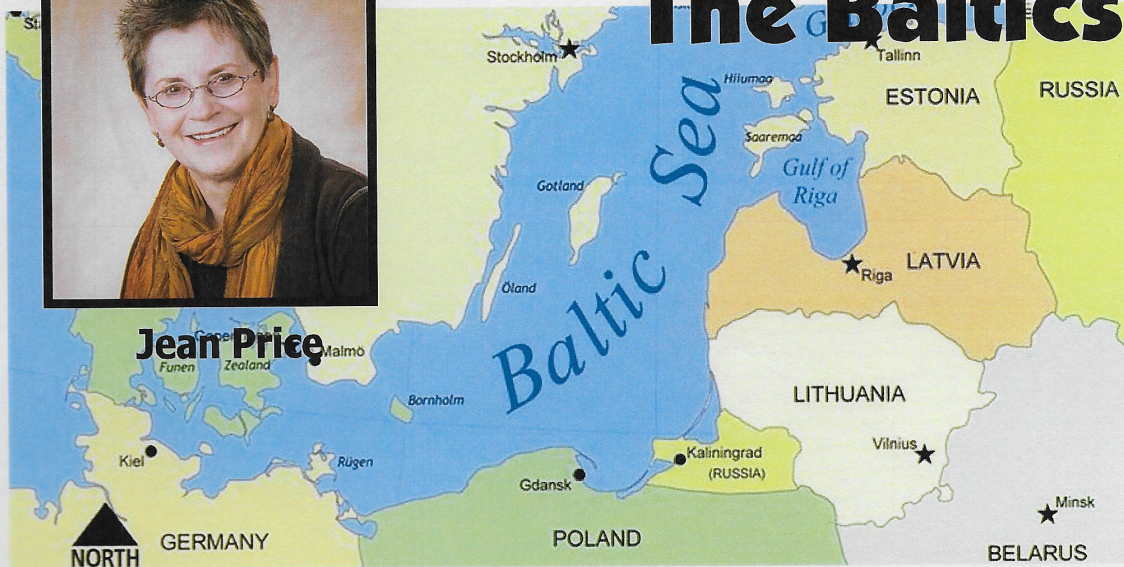 The Baltics
Stockholm
Tallinn
Hiiumaa
ESTONIA
RUSSIA
Saaremaa
Gulf of
Riga
Gotland
Baltic Sea
LATVIA
Riga
Öland
Jean Price
Malmö
Funen
Zealand
Bornholm
LITHUANIA
Vilnius
Kiel
Rügen
Kaliningrad
(RUSSIA)
Gdansk
Minsk
NORTH
GERMANY
POLAND
BELARUS